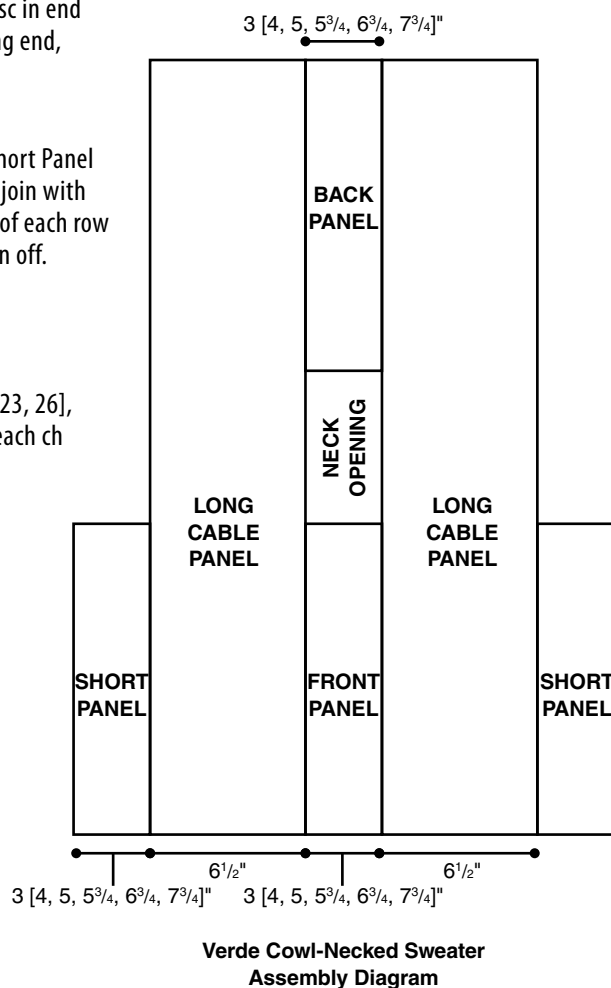 sc in end
g end,
hort Panel
join with
of each row
n off.
23, 26],
each ch
3 [4, 5, 5³/₄, 6³/₄, 7³/₄]"
BACK
PANEL
NECK
OPENING
LONG
CABLE
PANEL
LONG
CABLE
PANEL
SHORT
PANEL
FRONT
PANEL
SHORT
PANEL
6¹/₂"
6¹/₂"
3 [4, 5, 5³/₄, 6³/₄, 7³/₄]"
3 [4, 5, 5³/₄, 6³/₄, 7³/₄]"
Verde Cowl-Necked Sweater
Assembly Diagram